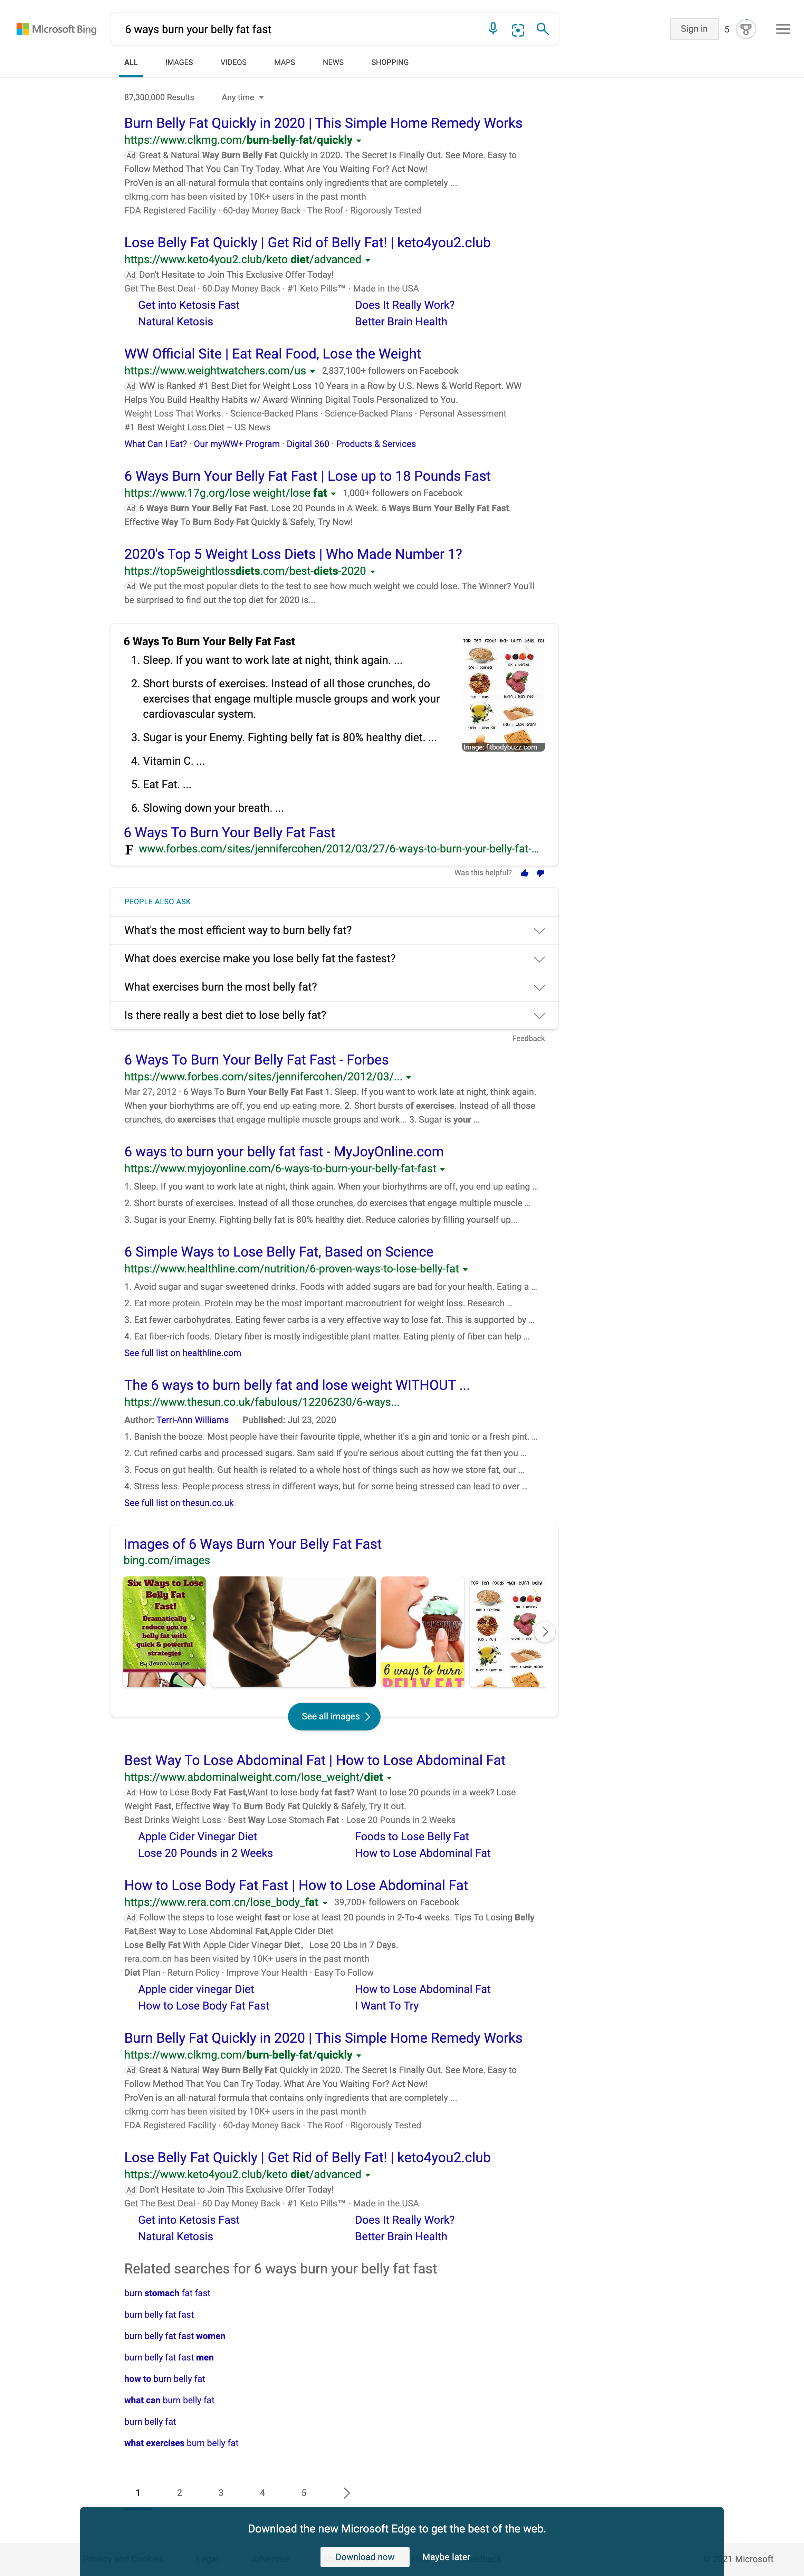 Microsoft Bing
6 ways burn your belly fat fast
Sign in
5
ALL IMAGES VIDEOS MAPS NEWS SHOPPING
87,300,000 Results Any time
Burn Belly Fat Quickly in 2020 | This Simple Home Remedy Works
https://www.clkmg.com/burn-belly-fat/quickly
Ad Great & Natural Way Burn Belly Fat Quickly in 2020. The Secret Is Finally Out. See More. Easy to
Follow Method That You Can Try Today. What Are You Waiting For? Act Now!
ProVen is an all-natural formula that contains only ingredients that are completely ...
clkmg.com has been visited by 10K+ users in the past month
FDA Registered Facility · 60-day Money Back · The Roof · Rigorously Tested
Lose Belly Fat Quickly | Get Rid of Belly Fat! | keto4you2.club
https://www.keto4you2.club/keto diet/advanced
Ad Don't Hesitate to Join This Exclusive Offer Today!
Get The Best Deal · 60 Day Money Back · #1 Keto Pills™ · Made in the USA
Get into Ketosis Fast Does It Really Work?
Natural Ketosis Better Brain Health
WW Official Site | Eat Real Food, Lose the Weight
https://www.weightwatchers.com/us 2,837,100+ followers on Facebook
Ad WW is Ranked #1 Best Diet for Weight Loss 10 Years in a Row by U.S. News & World Report. WW
Helps You Build Healthy Habits w/ Award-Winning Digital Tools Personalized to You.
Weight Loss That Works. · Science-Backed Plans · Science-Backed Plans · Personal Assessment
#1 Best Weight Loss Diet – US News
What Can I Eat? · Our myWW+ Program · Digital 360 · Products & Services
6 Ways Burn Your Belly Fat Fast | Lose up to 18 Pounds Fast
https://www.17g.org/lose weight/lose fat 1,000+ followers on Facebook
Ad 6 Ways Burn Your Belly Fat Fast. Lose 20 Pounds in A Week. 6 Ways Burn Your Belly Fat Fast.
Effective Way To Burn Body Fat Quickly & Safely, Try Now!
2020's Top 5 Weight Loss Diets | Who Made Number 1?
https://top5weightlossdiets.com/best-diets-2020
Ad We put the most popular diets to the test to see how much weight we could lose. The Winner? You'll
be surprised to find out the top diet for 2020 is...
6 Ways To Burn Your Belly Fat Fast
1. Sleep. If you want to work late at night, think again. ...
2. Short bursts of exercises. Instead of all those crunches, do
exercises that engage multiple muscle groups and work your
cardiovascular system.
3. Sugar is your Enemy. Fighting belly fat is 80% healthy diet. ...
4. Vitamin C. ...
5. Eat Fat. ...
6. Slowing down your breath. ...
Image: fitbodybuzz.com
6 Ways To Burn Your Belly Fat Fast
F www.forbes.com/sites/jennifercohen/2012/03/27/6-ways-to-burn-your-belly-fat-...
Was this helpful?
PEOPLE ALSO ASK
What's the most efficient way to burn belly fat?
What does exercise make you lose belly fat the fastest?
What exercises burn the most belly fat?
Is there really a best diet to lose belly fat?
Feedback
6 Ways To Burn Your Belly Fat Fast - Forbes
https://www.forbes.com/sites/jennifercohen/2012/03/...
Mar 27, 2012 · 6 Ways To Burn Your Belly Fat Fast 1. Sleep. If you want to work late at night, think again.
When your biorhythms are off, you end up eating more. 2. Short bursts of exercises. Instead of all those
crunches, do exercises that engage multiple muscle groups and work... 3. Sugar is your ...
6 ways to burn your belly fat fast - MyJoyOnline.com
https://www.myjoyonline.com/6-ways-to-burn-your-belly-fat-fast
1. Sleep. If you want to work late at night, think again. When your biorhythms are off, you end up eating ...
2. Short bursts of exercises. Instead of all those crunches, do exercises that engage multiple muscle ...
3. Sugar is your Enemy. Fighting belly fat is 80% healthy diet. Reduce calories by filling yourself up...
6 Simple Ways to Lose Belly Fat, Based on Science
https://www.healthline.com/nutrition/6-proven-ways-to-lose-belly-fat
1. Avoid sugar and sugar-sweetened drinks. Foods with added sugars are bad for your health. Eating a ...
2. Eat more protein. Protein may be the most important macronutrient for weight loss. Research ...
3. Eat fewer carbohydrates. Eating fewer carbs is a very effective way to lose fat. This is supported by ...
4. Eat fiber-rich foods. Dietary fiber is mostly indigestible plant matter. Eating plenty of fiber can help ...
See full list on healthline.com
The 6 ways to burn belly fat and lose weight WITHOUT ...
https://www.thesun.co.uk/fabulous/12206230/6-ways...
Author: Terri-Ann Williams Published: Jul 23, 2020
1. Banish the booze. Most people have their favourite tipple, whether it's a gin and tonic or a fresh pint. ...
2. Cut refined carbs and processed sugars. Sam said if you're serious about cutting the fat then you ...
3. Focus on gut health. Gut health is related to a whole host of things such as how we store fat, our ...
4. Stress less. People process stress in different ways, but for some being stressed can lead to over ...
See full list on thesun.co.uk
Images of 6 Ways Burn Your Belly Fat Fast
bing.com/images
Six Ways to Lose
Belly Fat
Fast!
Dramatically
reduce you're
belly fat with
quick & powerful
strategies
By Jevon Wayne
6 ways to burn
BELLY FAT
See all images
Best Way To Lose Abdominal Fat | How to Lose Abdominal Fat
https://www.abdominalweight.com/lose_weight/diet
Ad How to Lose Body Fat Fast,Want to lose body fat fast? Want to lose 20 pounds in a week? Lose
Weight Fast, Effective Way To Burn Body Fat Quickly & Safely, Try it out.
Best Drinks Weight Loss · Best Way Lose Stomach Fat · Lose 20 Pounds in 2 Weeks
Apple Cider Vinegar Diet Foods to Lose Belly Fat
Lose 20 Pounds in 2 Weeks How to Lose Abdominal Fat
How to Lose Body Fat Fast | How to Lose Abdominal Fat
https://www.rera.com.cn/lose_body_fat 39,700+ followers on Facebook
Ad Follow the steps to lose weight fast or lose at least 20 pounds in 2-To-4 weeks. Tips To Losing Belly
Fat,Best Way to Lose Abdominal Fat,Apple Cider Diet
Lose Belly Fat With Apple Cider Vinegar Diet，Lose 20 Lbs in 7 Days.
rera.com.cn has been visited by 10K+ users in the past month
Diet Plan · Return Policy · Improve Your Health · Easy To Follow
Apple cider vinegar Diet How to Lose Abdominal Fat
How to Lose Body Fat Fast I Want To Try
Burn Belly Fat Quickly in 2020 | This Simple Home Remedy Works
https://www.clkmg.com/burn-belly-fat/quickly
Ad Great & Natural Way Burn Belly Fat Quickly in 2020. The Secret Is Finally Out. See More. Easy to
Follow Method That You Can Try Today. What Are You Waiting For? Act Now!
ProVen is an all-natural formula that contains only ingredients that are completely ...
clkmg.com has been visited by 10K+ users in the past month
FDA Registered Facility · 60-day Money Back · The Roof · Rigorously Tested
Lose Belly Fat Quickly | Get Rid of Belly Fat! | keto4you2.club
https://www.keto4you2.club/keto diet/advanced
Ad Don't Hesitate to Join This Exclusive Offer Today!
Get The Best Deal · 60 Day Money Back · #1 Keto Pills™ · Made in the USA
Get into Ketosis Fast Does It Really Work?
Natural Ketosis Better Brain Health
Related searches for 6 ways burn your belly fat fast
burn stomach fat fast
burn belly fat fast
burn belly fat fast women
burn belly fat fast men
how to burn belly fat
what can burn belly fat
burn belly fat
what exercises burn belly fat
1 2 3 4 5
Download the new Microsoft Edge to get the best of the web.
Download now Maybe later
21 Microsoft